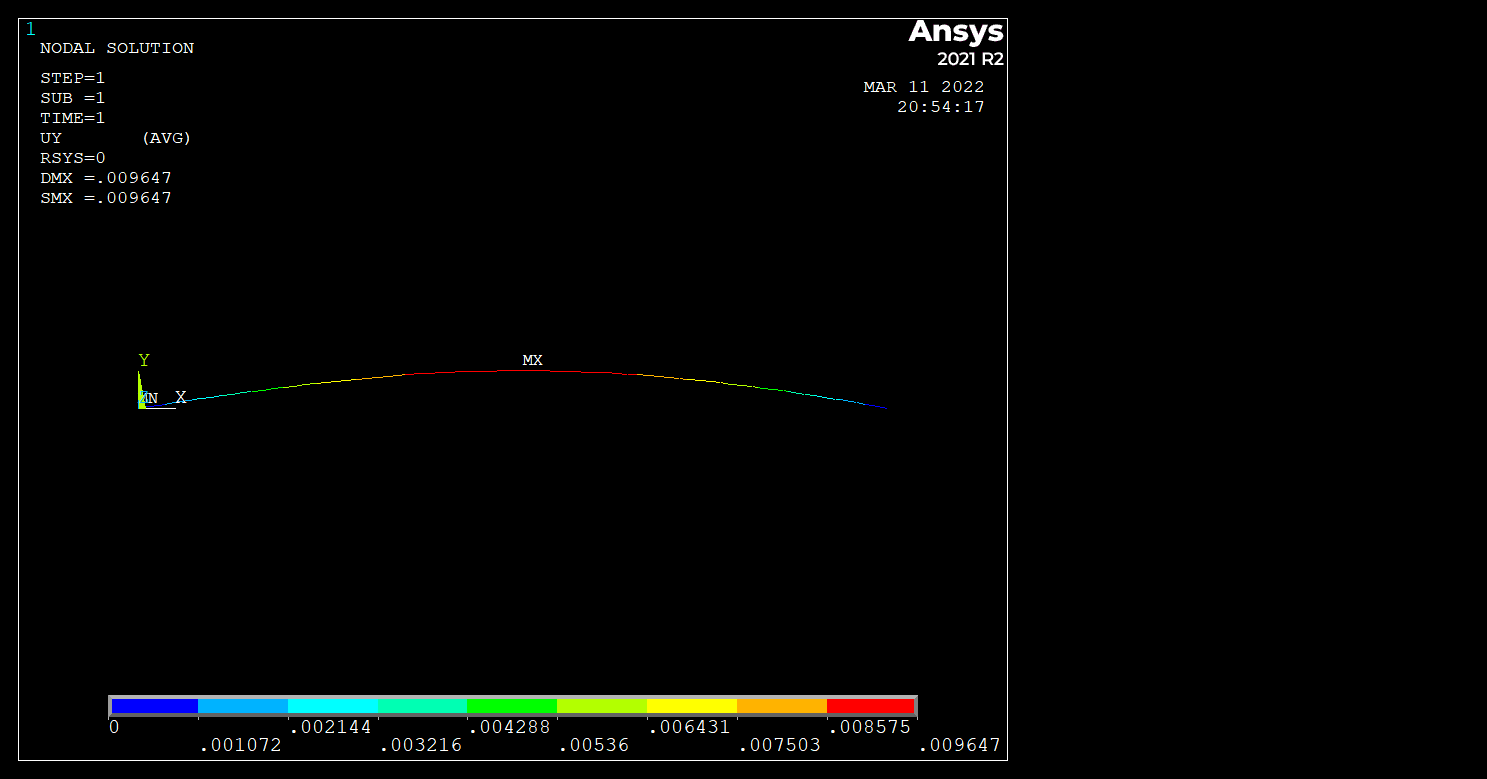 1
NODAL SOLUTION
STEP=1
SUB =1
TIME=1
UY (AVG)
RSYS=0
DMX =.009647
SMX =.009647
Ansys
2021 R2
MAR 11 2022
20:54:17
MX
Y
MN X
0 .002144 .004288 .006431 .008575
.001072 .003216 .00536 .007503 .009647